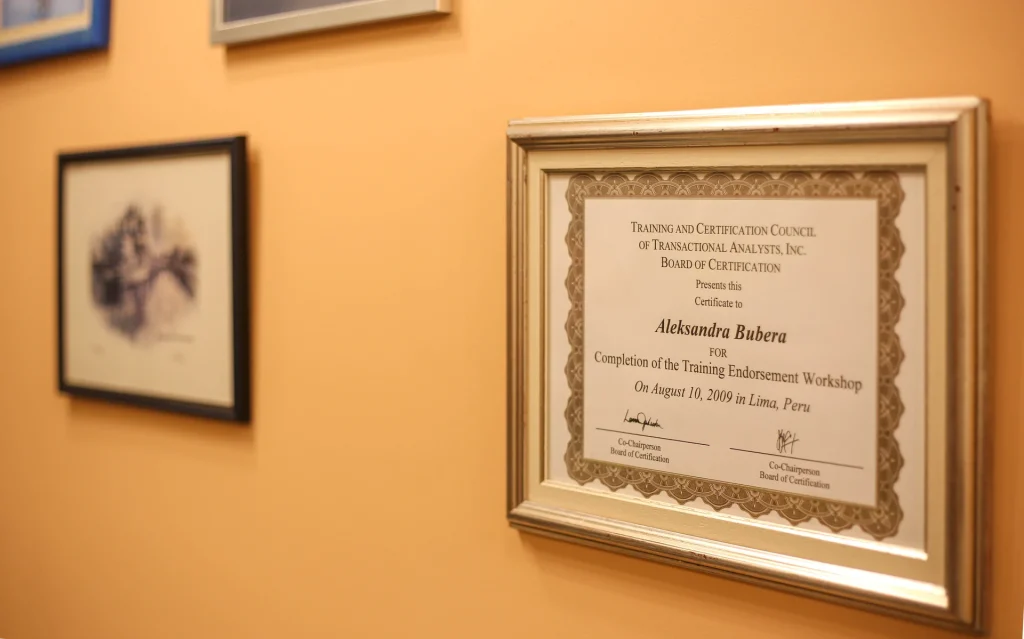 TRAINING AND CERTIFICATION COUNCIL
OF TRANSACTIONAL ANALYSTS, INC.
BOARD OF CERTIFICATION
Presents this
Certificate to
Aleksandra Bubera
FOR
Completion of the Training Endorsement Workshop
On August 10, 2009 in Lima, Peru
Co-Chairperson
Board of Certification
Co-Chairperson
Board of Certification